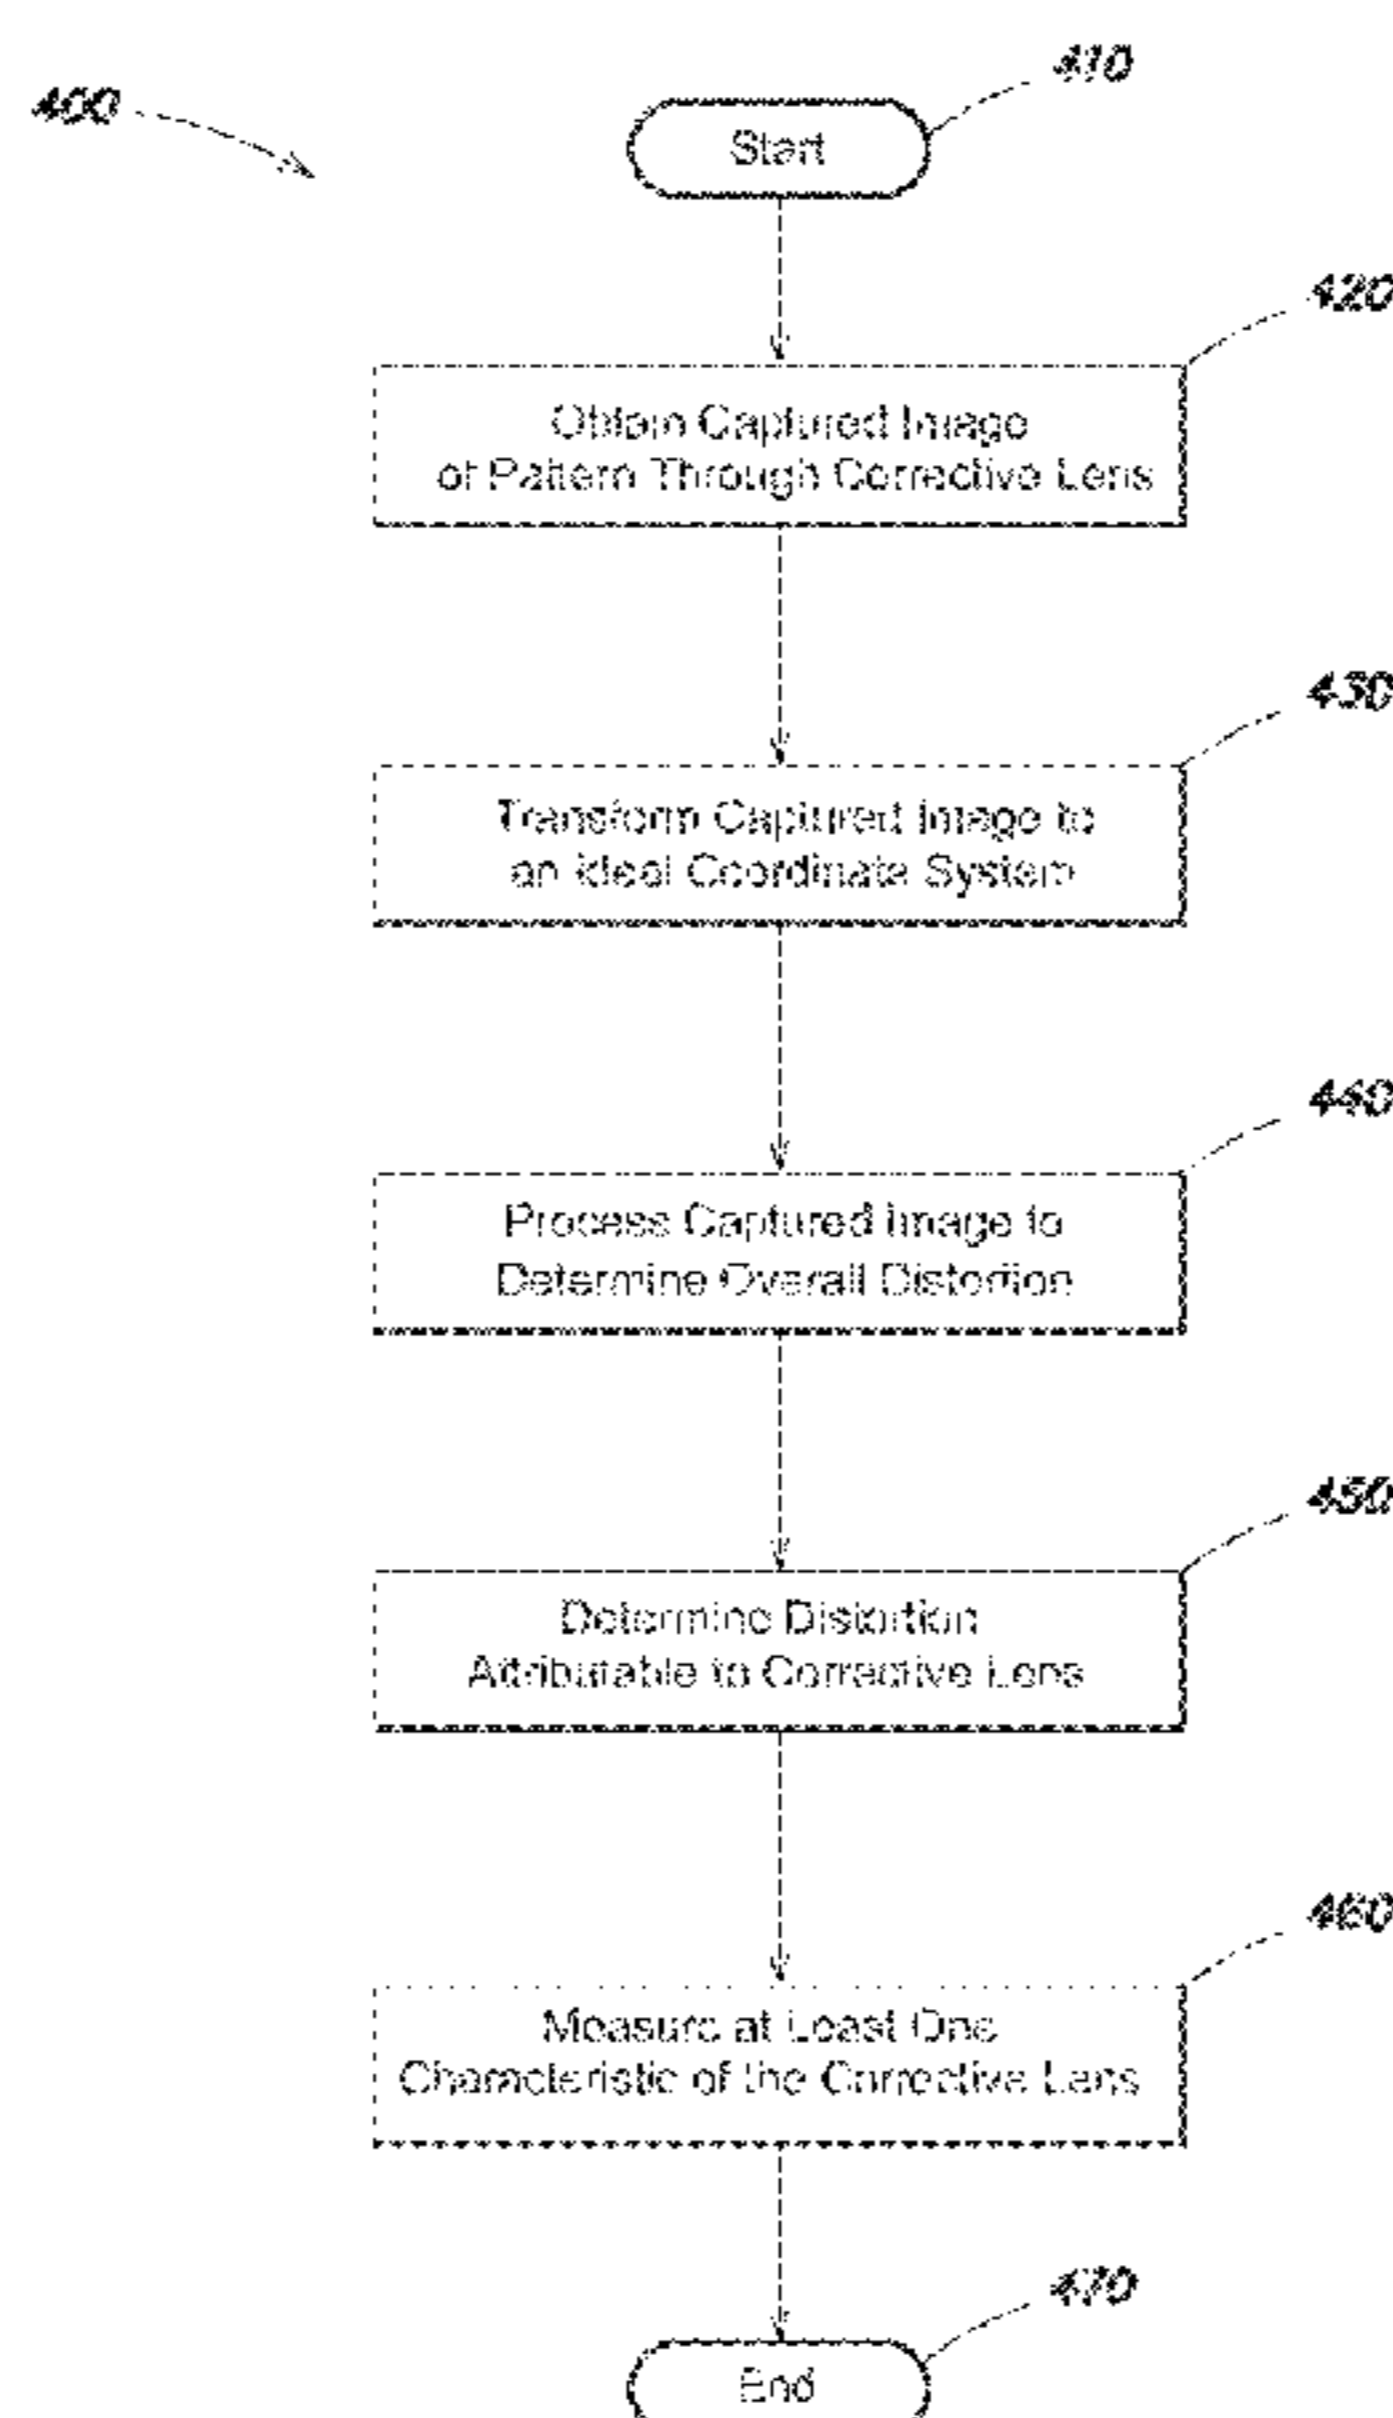 400
410
Start
420
Obtain Captured Image
of Pattern Through Corrective Lens
430
Transform Captured Image to
an Ideal Coordinate System
440
Process Captured Image to
Determine Overall Distortion
450
Determine Distortion
Attributable to Corrective Lens
460
Measure at Least One
Characteristic of the Corrective Lens
470
End